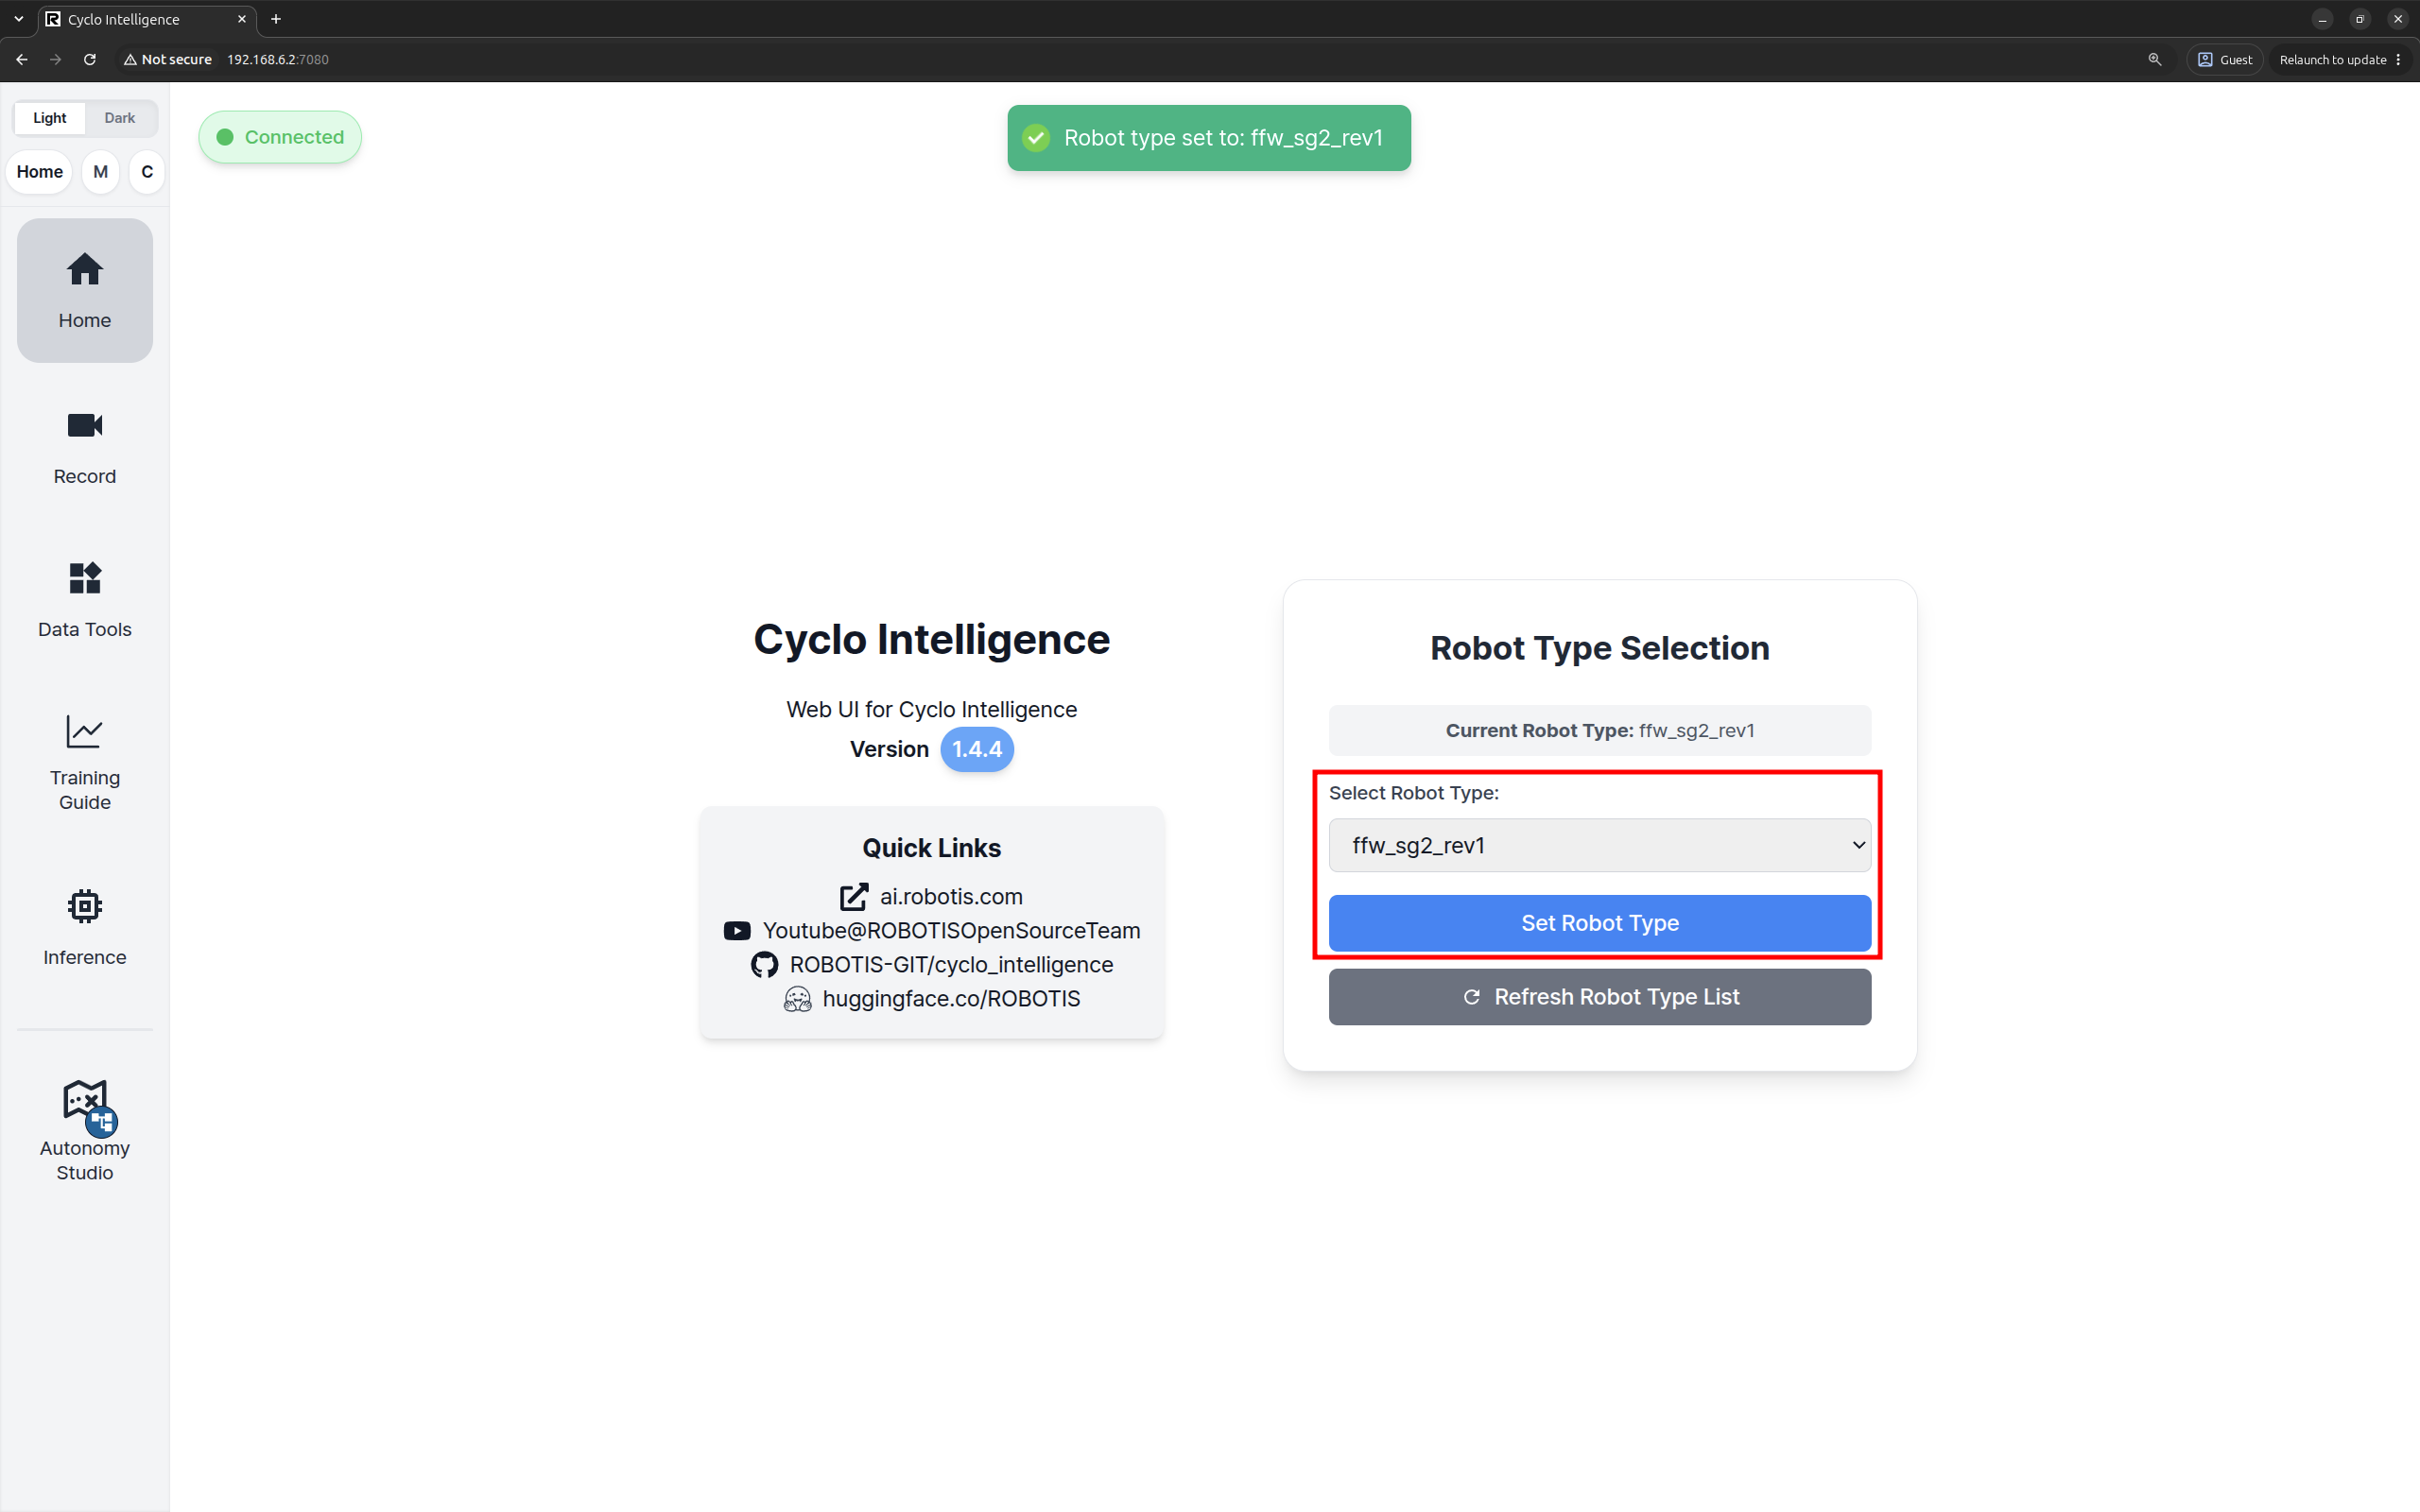 Cyclo Intelligence
Not secure 192.168.6.2:7080
Guest
Relaunch to update
Light Dark
Home M C
Home
Record
Data Tools
Training
Guide
Inference
Autonomy
Studio
Connected
Robot type set to: ffw_sg2_rev1
Cyclo Intelligence
Web UI for Cyclo Intelligence
Version 1.4.4
Quick Links
ai.robotis.com
Youtube@ROBOTISOpenSourceTeam
ROBOTIS-GIT/cyclo_intelligence
huggingface.co/ROBOTIS
Robot Type Selection
Current Robot Type: ffw_sg2_rev1
Select Robot Type:
ffw_sg2_rev1
Set Robot Type
Refresh Robot Type List